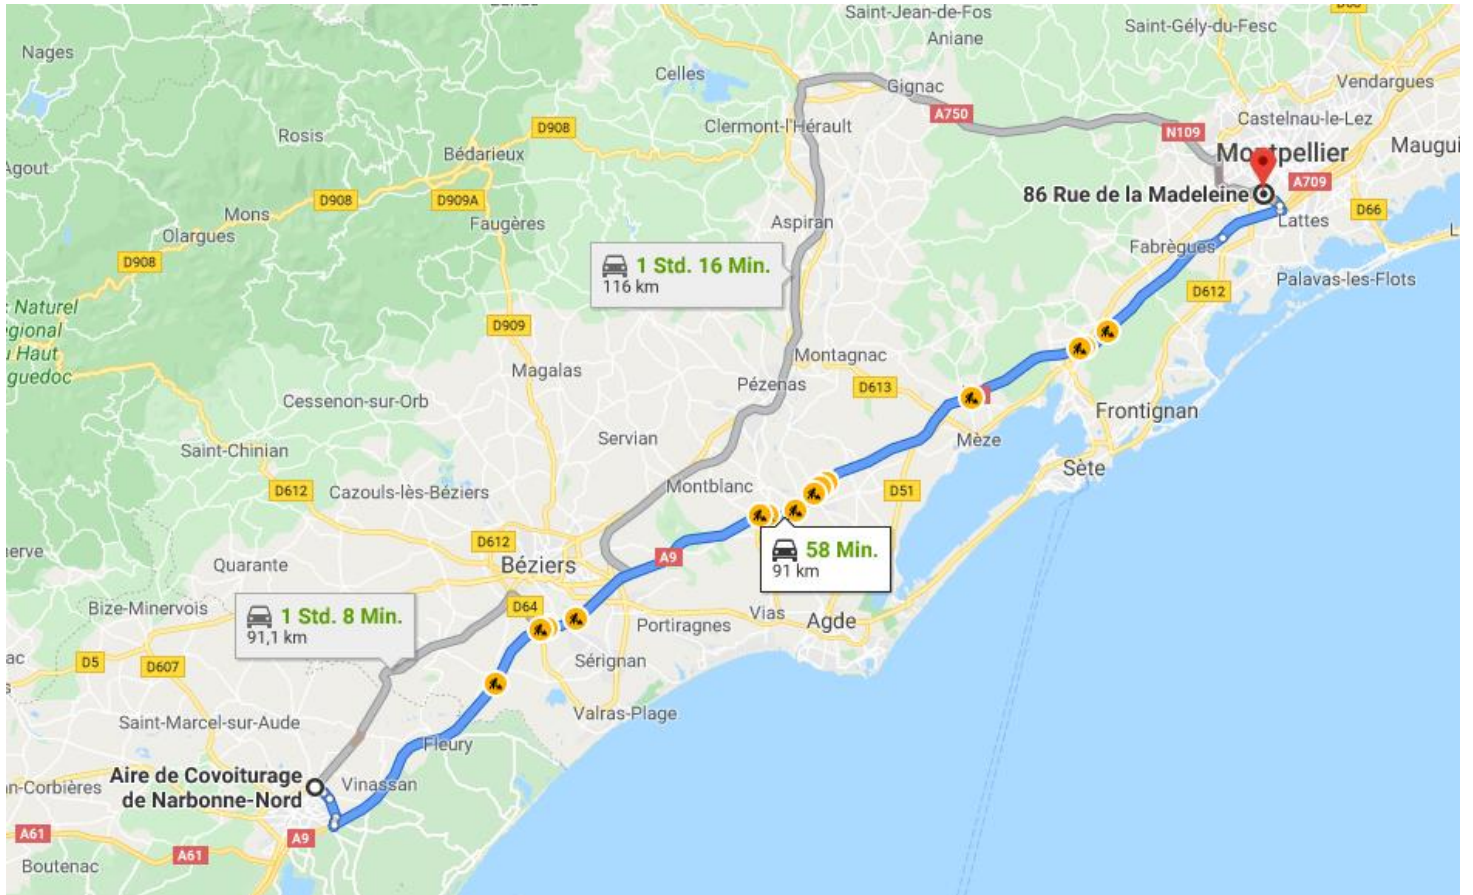 Saint-Jean-de-Fos
Saint-Gély-du-Fesc
Nages
Aniane
Celles
Vendargues
Gignac
A750
Castelnau-le-Lez
Clermont-l'Hérault
D908
N109
Rosis
Bédarieux
Montpellier
Maugui
Agout
A709
86 Rue de la Madeleine
D908
D909A
Mons
Faugères
Aspiran
Lattes
D66
Olargues
Fabrègues
D908
1 Std. 16 Min.
116 km
Palavas-les-Flots
D612
Naturel
égional
Haut
guedoc
D909
Montagnac
Magalas
Pézenas
D613
Cessenon-sur-Orb
Frontignan
Servian
Mèze
Saint-Chinian
Sète
D612
Cazouls-lès-Béziers
Montblanc
D51
D612
58 Min.
91 km
A9
Quarante
Béziers
Bize-Minervois
D64
1 Std. 8 Min.
91,1 km
Vias
Agde
Portiragnes
D5
D607
Sérignan
Saint-Marcel-sur-Aude
Valras-Plage
Fleury
Aire de Covoiturage
de Narbonne-Nord
Vinassan
n-Corbières
A61
A9
A61
Boutenac